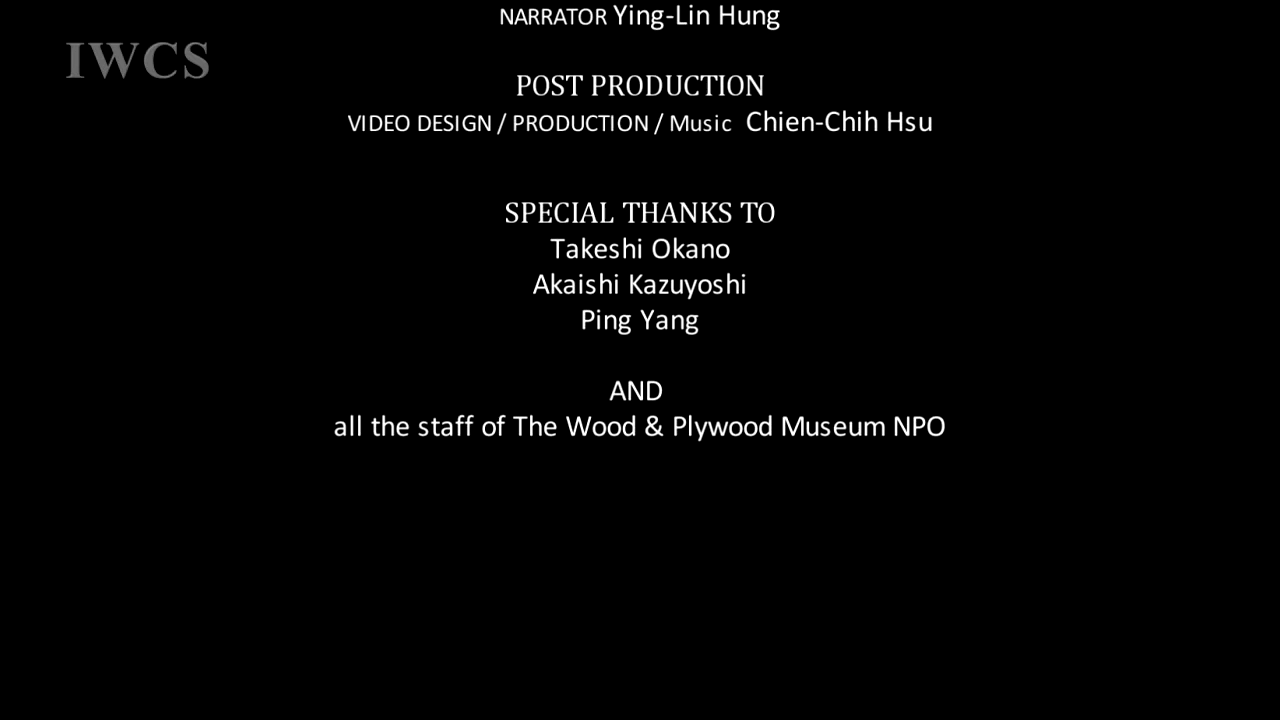 NARRATOR Ying-Lin Hung
IWCS
POST PRODUCTION
VIDEO DESIGN / PRODUCTION / Music Chien-Chih Hsu
SPECIAL THANKS TO
Takeshi Okano
Akaishi Kazuyoshi
Ping Yang
AND
all the staff of The Wood & Plywood Museum NPO